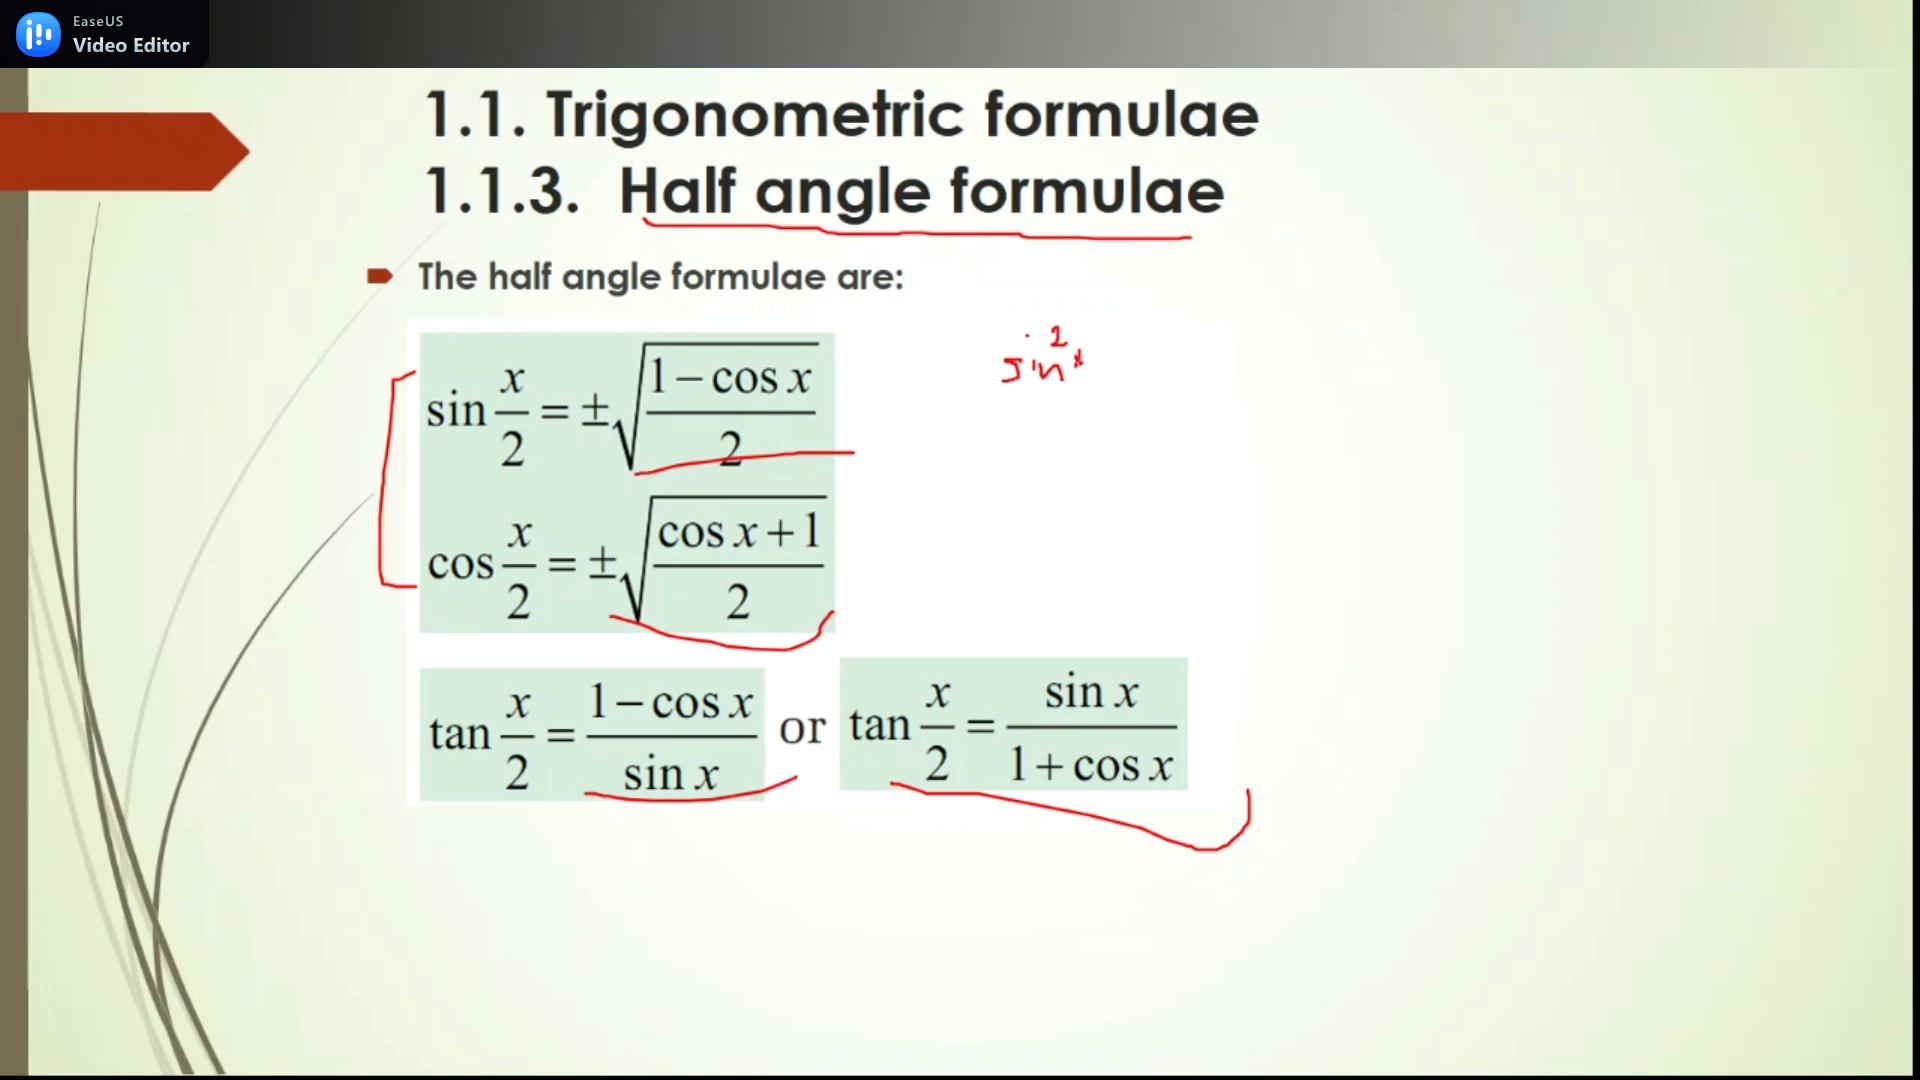 EaseUS
Video Editor
1.1. Trigonometric formulae
1.1.3. Half angle formulae
The half angle formulae are:
sin x/2 = ±√((1 − cos x)/2)
sin² x
cos x/2 = ±√((cos x + 1)/2)
tan x/2 = (1 − cos x)/(sin x) or tan x/2 = (sin x)/(1 + cos x)